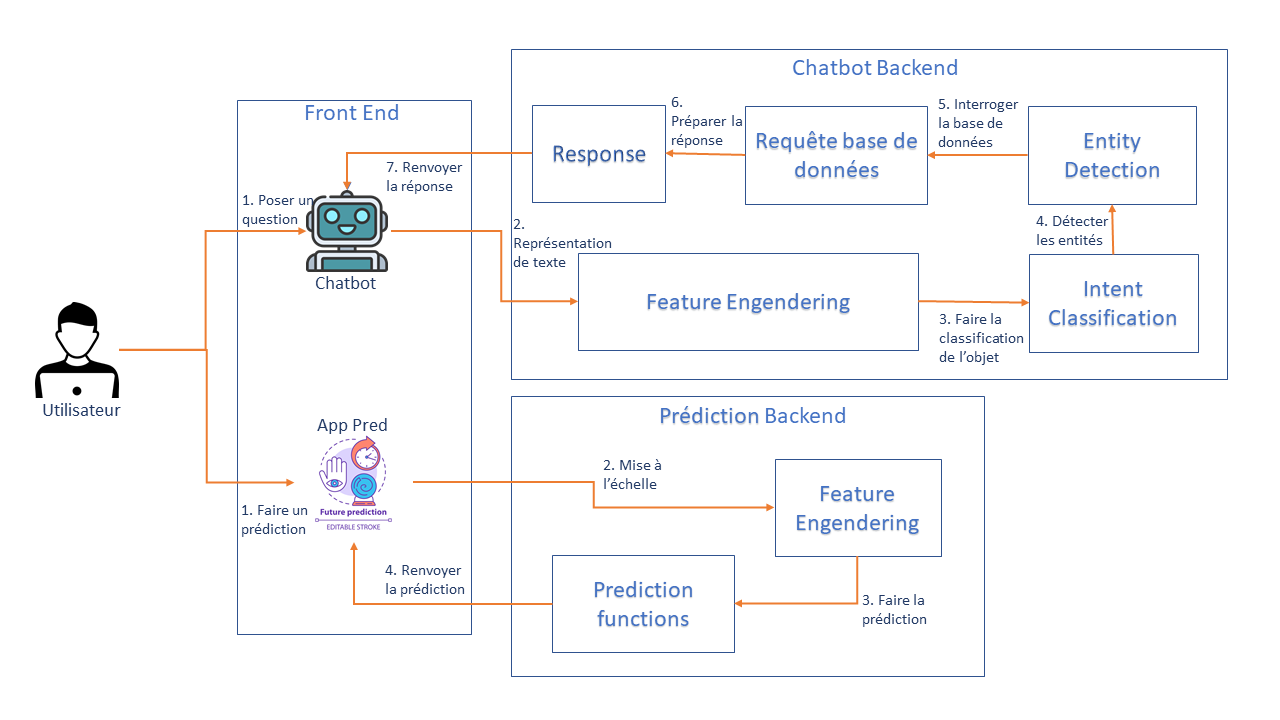 Chatbot Backend
Front End
6.
Préparer la
réponse
5. Interroger
la base de
données
Response
Requête base de
données
Entity
Detection
7. Renvoyer
la réponse
1. Poser un
question
2.
Représentation
de texte
4. Détecter
les entités
Chatbot
Feature Engendering
Intent
Classification
3. Faire la
classification
de l'objet
Utilisateur
Prédiction Backend
App Pred
2. Mise à
l'échelle
Feature
Engendering
Future prediction
EDITABLE STROKE
1. Faire un
prédiction
4. Renvoyer
la prédiction
Prediction
functions
3. Faire la
prédiction